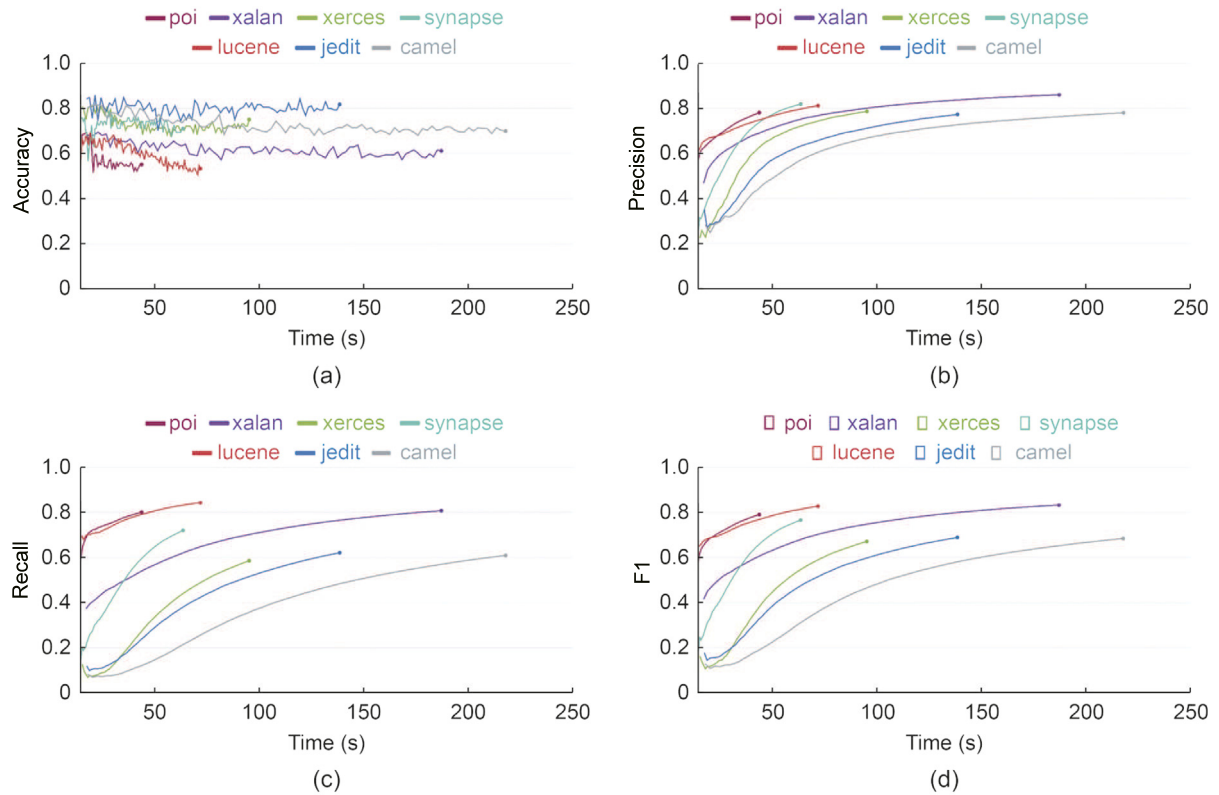 poi xalan xerces synapse
lucene jedit camel
1.0
0.8
0.6
0.4
0.2
0
Accuracy
50 100 150 200 250
Time (s)
(a)
poi xalan xerces synapse
lucene jedit camel
1.0
0.8
0.6
0.4
0.2
0
Precision
50 100 150 200 250
Time (s)
(b)
poi xalan xerces synapse
lucene jedit camel
1.0
0.8
0.6
0.4
0.2
0
Recall
50 100 150 200 250
Time (s)
(c)
poi xalan xerces synapse
lucene jedit camel
1.0
0.8
0.6
0.4
0.2
0
F1
50 100 150 200 250
Time (s)
(d)